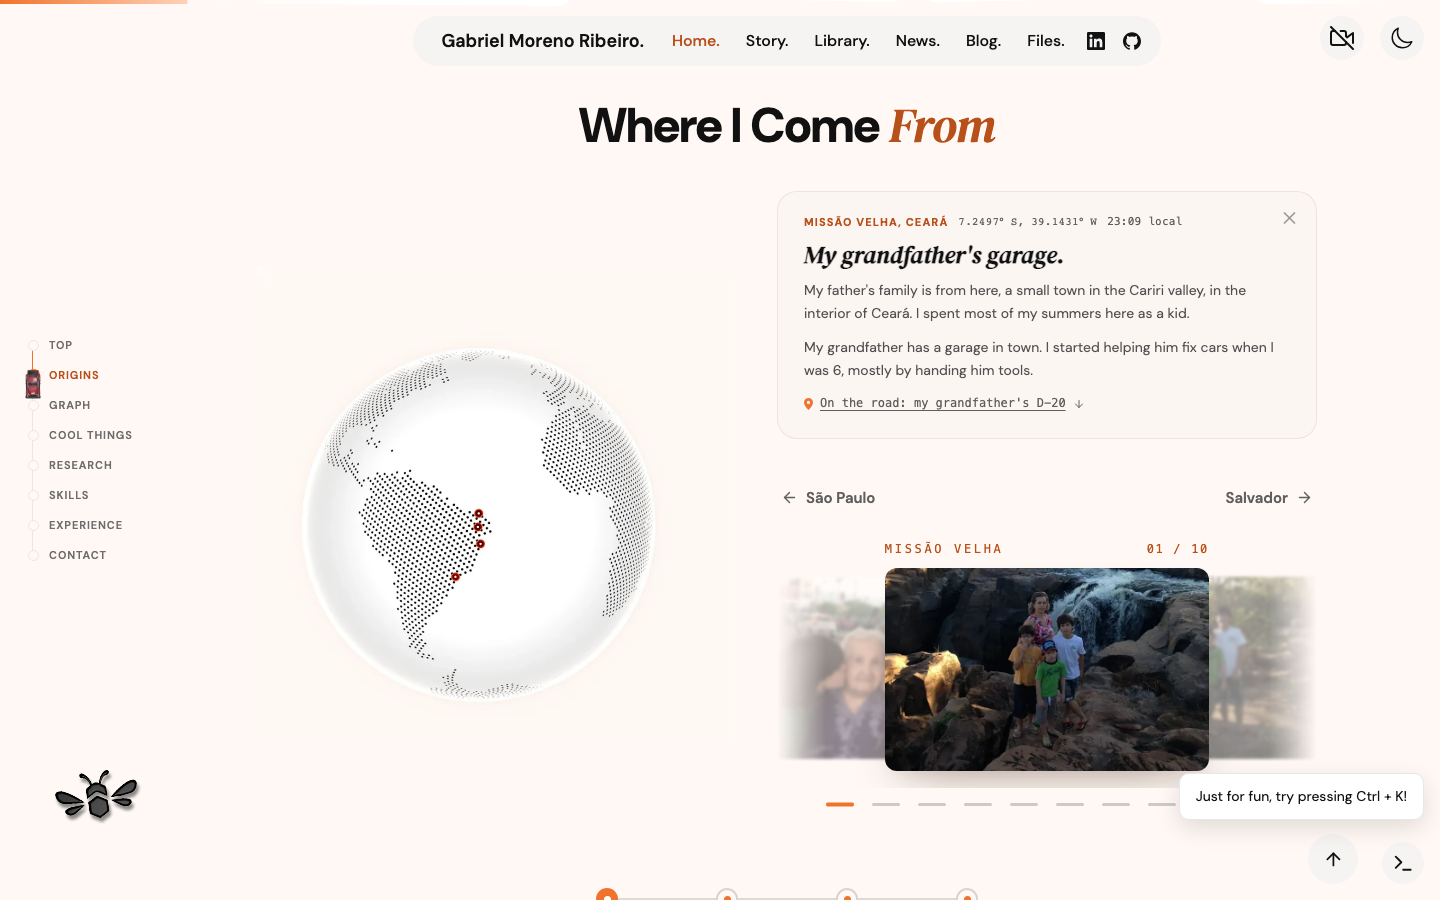 Gabriel Moreno Ribeiro. Home. Story. Library. News. Blog. Files.
Where I Come From
MISSÃO VELHA, CEARÁ 7.2497° S, 39.1431° W 23:09 local
My grandfather's garage.
My father's family is from here, a small town in the Cariri valley, in the
interior of Ceará. I spent most of my summers here as a kid.
My grandfather has a garage in town. I started helping him fix cars when I
was 6, mostly by handing him tools.
On the road: my grandfather's D-20 ↓
TOP
ORIGINS
GRAPH
COOL THINGS
RESEARCH
SKILLS
EXPERIENCE
CONTACT
← São Paulo
Salvador →
MISSÃO VELHA 01 / 10
Just for fun, try pressing Ctrl + K!